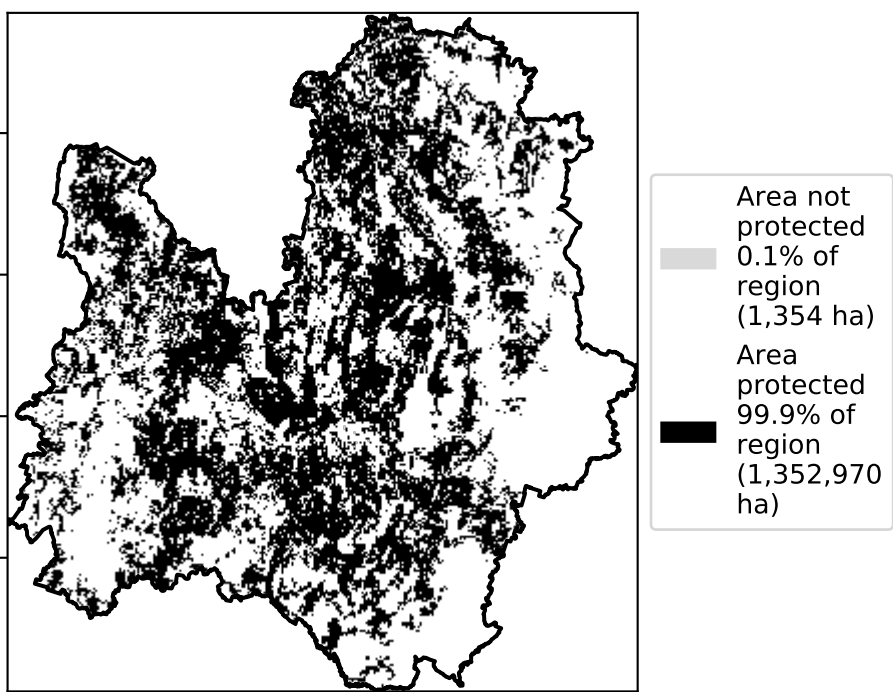 Area not
protected
0.1% of
region
(1,354 ha)
Area
protected
99.9% of
region
(1,352,970
ha)